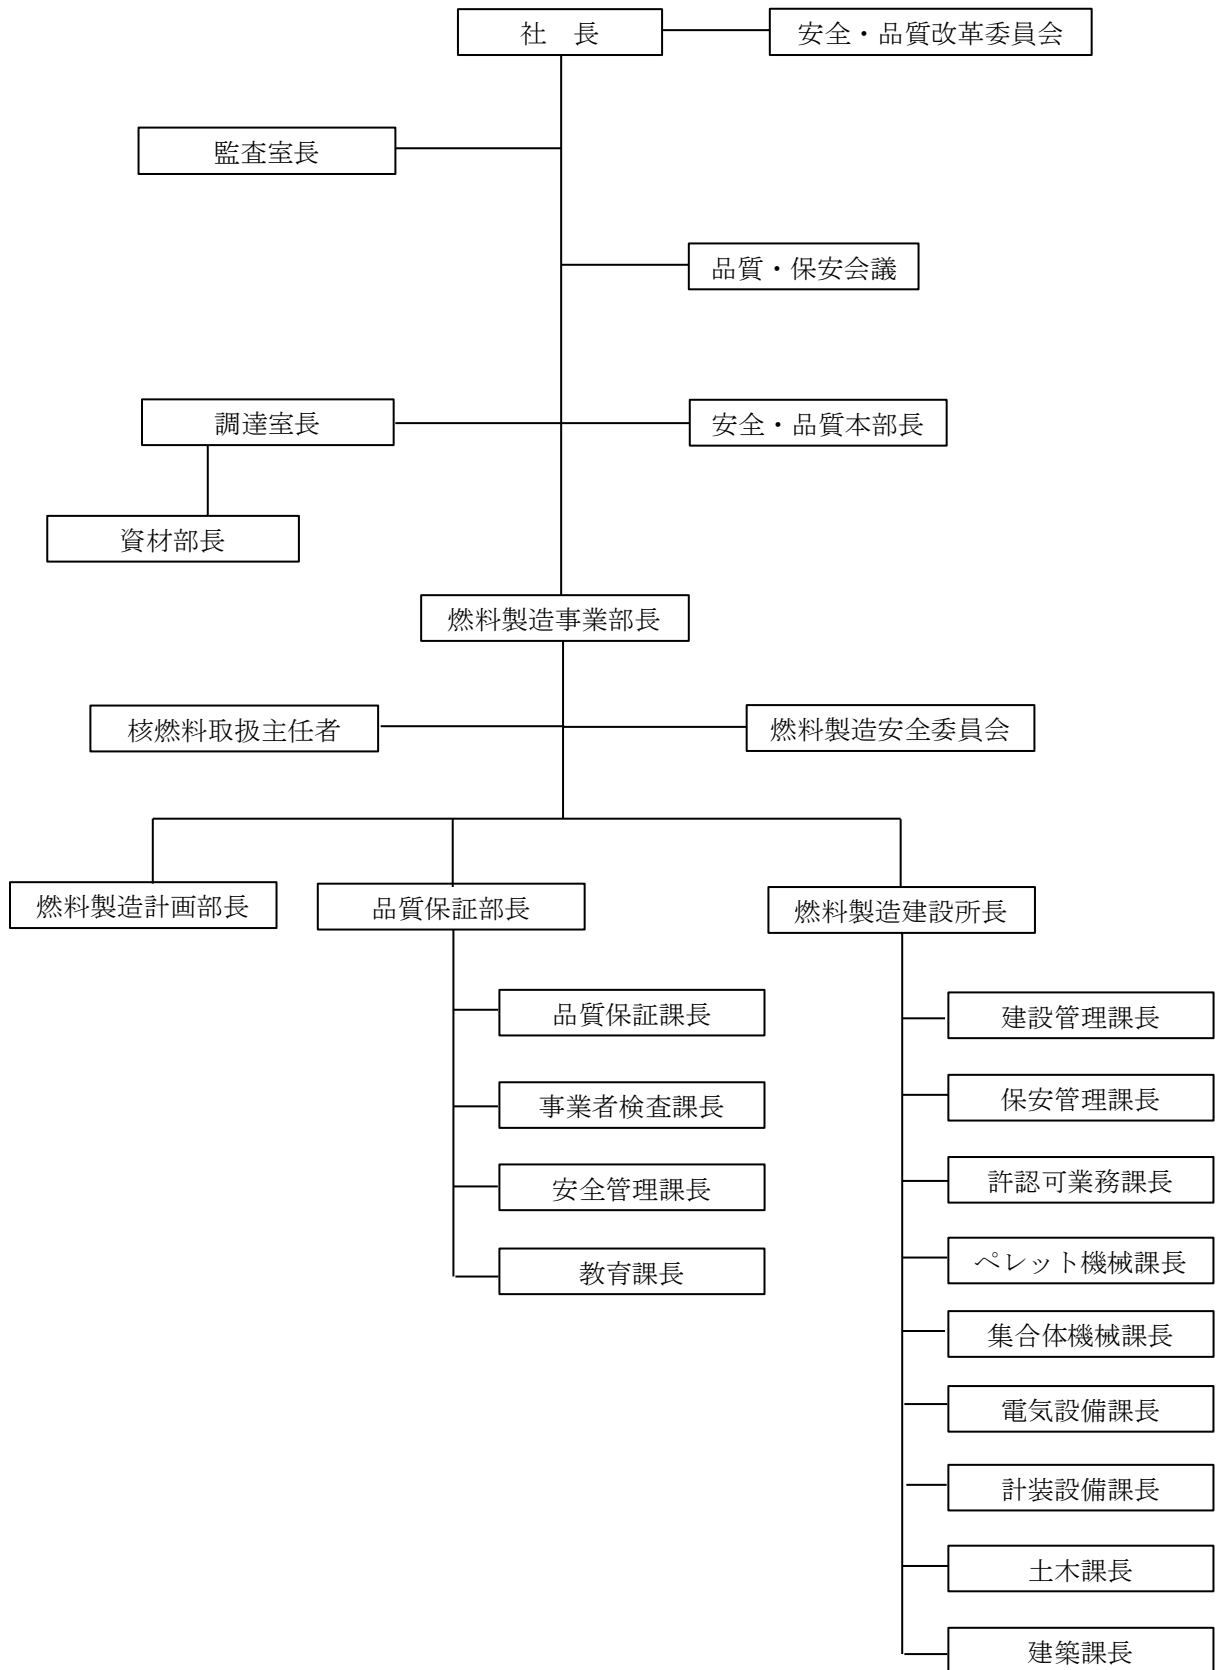 社　長
安全・品質改革委員会
監査室長
品質・保安会議
調達室長
安全・品質本部長
資材部長
燃料製造事業部長
核燃料取扱主任者
燃料製造安全委員会
燃料製造計画部長
品質保証部長
燃料製造建設所長
品質保証課長
事業者検査課長
安全管理課長
教育課長
建設管理課長
保安管理課長
許認可業務課長
ペレット機械課長
集合体機械課長
電気設備課長
計装設備課長
土木課長
建築課長